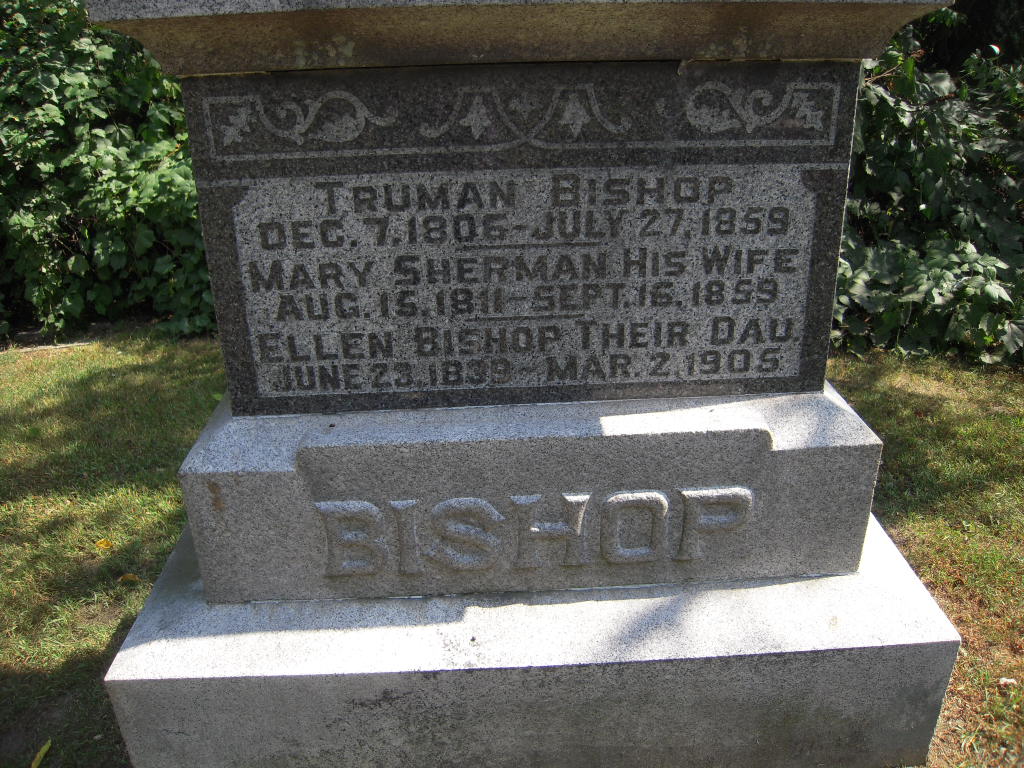 TRUMAN BISHOP
DEC. 7, 1806 - JULY 27, 1859
MARY SHERMAN HIS WIFE
AUG. 15, 1811 - SEPT. 16, 1859
ELLEN BISHOP THEIR DAU.
JUNE 23, 1839 - MAR. 2, 1905
BISHOP